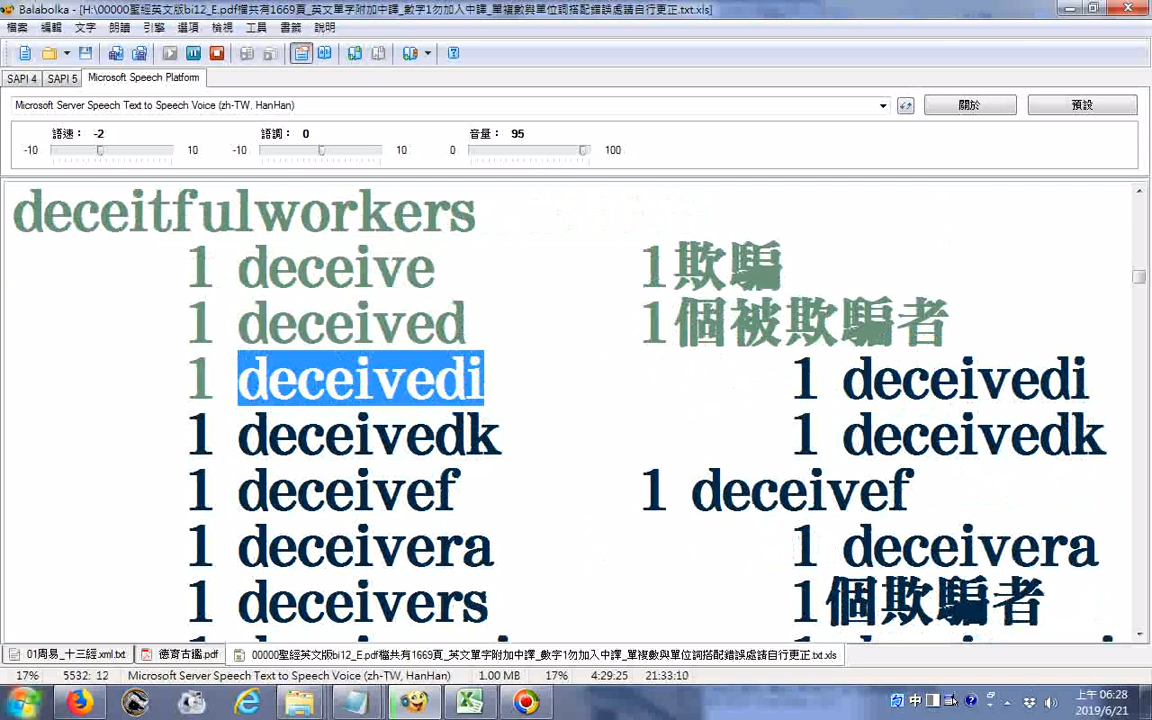 Balabolka - [H:\00000聖經英文版bi12_E.pdf檔共有1669頁_英文單字附加中譯_數字1勿加入中譯_單複數與單位詞搭配錯誤處請自行更正.txt.xls]
檔案 編輯 文字 朗讀 引擎 選項 檢視 工具 書籤 說明
SAPI 4 SAPI 5 Microsoft Speech Platform
Microsoft Server Speech Text to Speech Voice (zh-TW, HanHan) 關於 預設
語速： -2 語調： 0 音量： 95
-10 10 -10 10 0 100
deceitfulworkers
1 deceive 1欺騙
1 deceived 1個被欺騙者
1 deceivedi 1 deceivedi
1 deceivedk 1 deceivedk
1 deceivef 1 deceivef
1 deceivera 1 deceivera
1 deceivers 1個欺騙者
01周易_十三經.xml.txt 德育古鑑.pdf 00000聖經英文版bi12_E.pdf檔共有1669頁_英文單字附加中譯_數字1勿加入中譯_單複數與單位詞搭配錯誤處請自行更正.txt.xls
17% 5532: 12 Microsoft Server Speech Text to Speech Voice (zh-TW, HanHan) 1.00 MB 17% 4:29:25 21:33:10
中 上午 06:28
2019/6/21